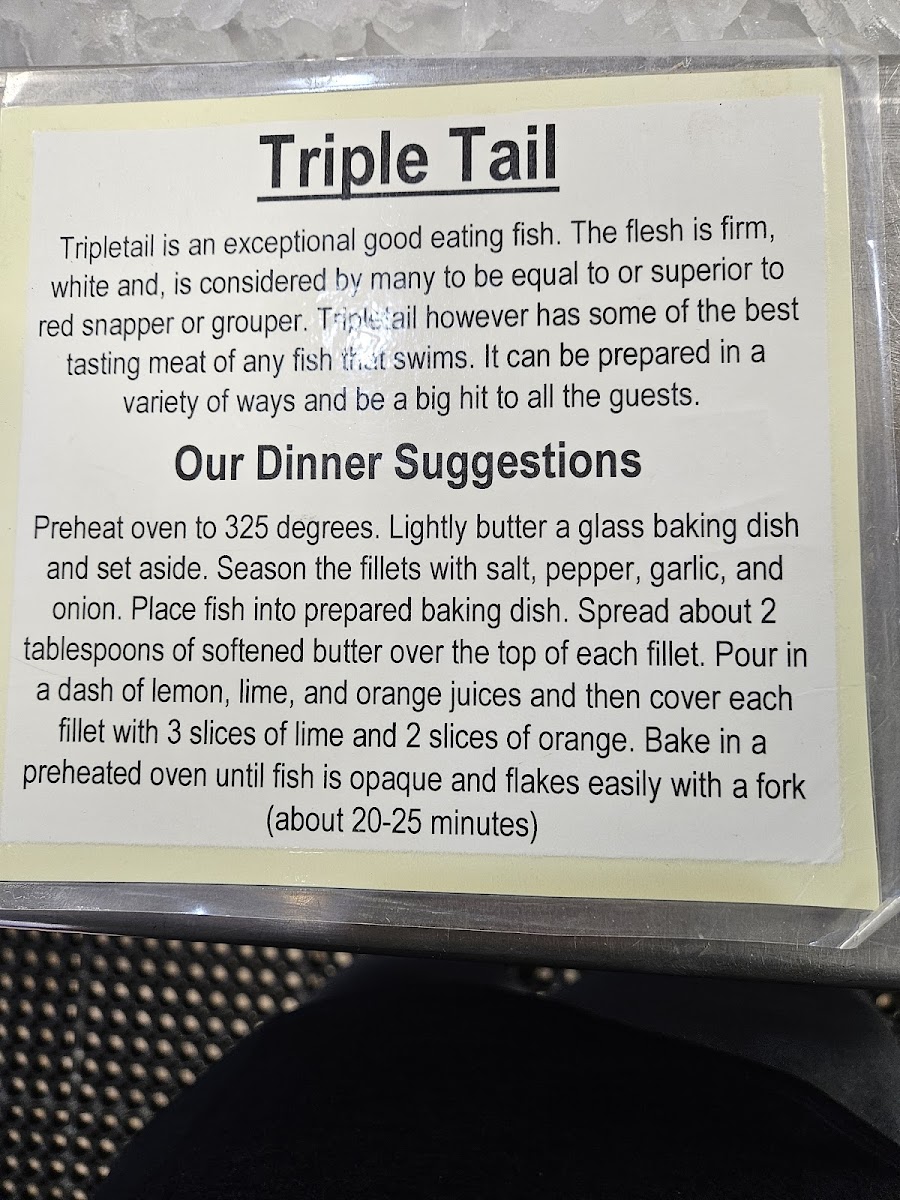 Triple Tail
Tripletail is an exceptional good eating fish. The flesh is firm,
white and, is considered by many to be equal to or superior to
red snapper or grouper. Tripletail however has some of the best
tasting meat of any fish that swims. It can be prepared in a
variety of ways and be a big hit to all the guests.
Our Dinner Suggestions
Preheat oven to 325 degrees. Lightly butter a glass baking dish
and set aside. Season the fillets with salt, pepper, garlic, and
onion. Place fish into prepared baking dish. Spread about 2
tablespoons of softened butter over the top of each fillet. Pour in
a dash of lemon, lime, and orange juices and then cover each
fillet with 3 slices of lime and 2 slices of orange. Bake in a
preheated oven until fish is opaque and flakes easily with a fork
(about 20-25 minutes)